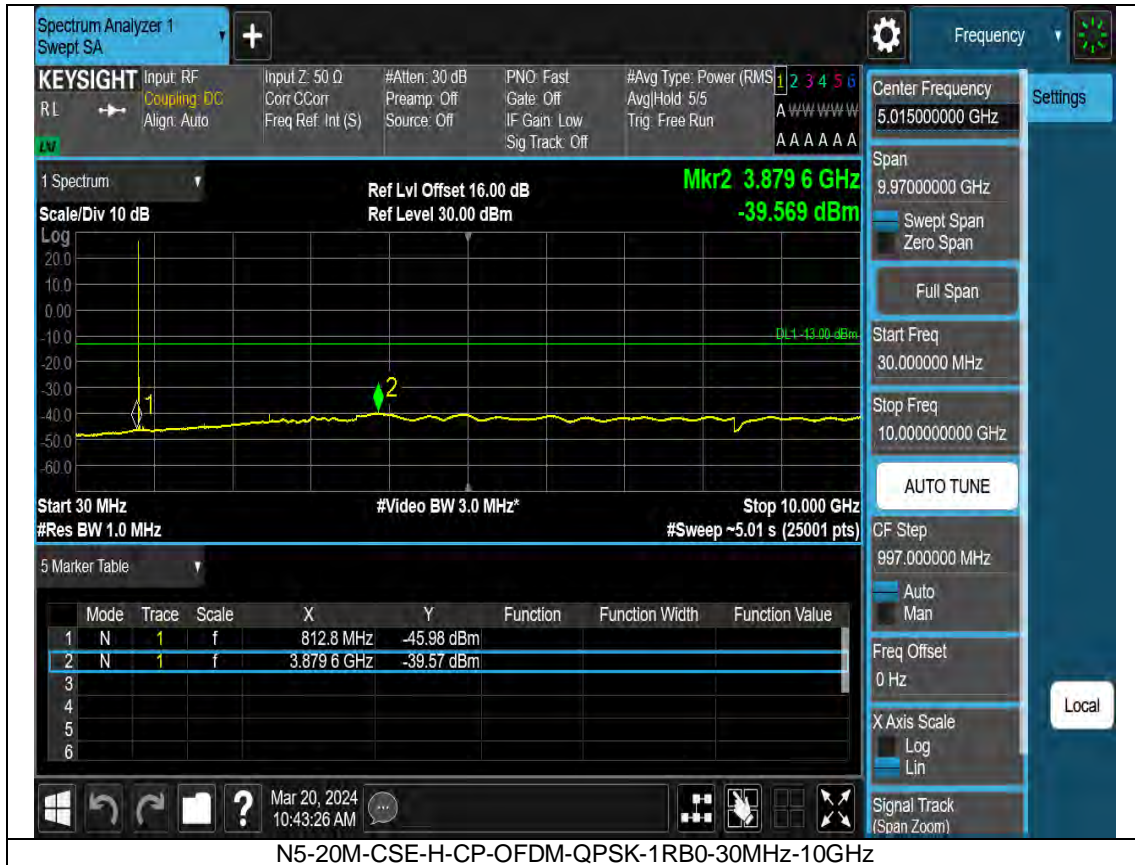 Spectrum Analyzer 1
Swept SA
+
Frequency
KEYSIGHT
RL
LXI
Input: RF
Coupling: DC
Align: Auto
Input Z: 50 Ω
Corr CCorr
Freq Ref: Int (S)
#Atten: 30 dB
Preamp: Off
Source: Off
PNO: Fast
Gate: Off
IF Gain: Low
Sig Track: Off
#Avg Type: Power (RMS
Avg|Hold: 5/5
Trig: Free Run
1 2 3 4 5 6
A W W W W W
A A A A A A
1 Spectrum
Scale/Div 10 dB
Ref Lvl Offset 16.00 dB
Ref Level 30.00 dBm
Mkr2 3.879 6 GHz
-39.569 dBm
Log
20.0
10.0
0.00
-10.0
-20.0
-30.0
-40.0
-50.0
-60.0
DL1 -13.00 dBm
1
2
Start 30 MHz
#Video BW 3.0 MHz*
Stop 10.000 GHz
#Res BW 1.0 MHz
#Sweep ~5.01 s (25001 pts)
5 Marker Table
Mode Trace Scale X Y Function Function Width Function Value
1 N 1 f 812.8 MHz -45.98 dBm
2 N 1 f 3.879 6 GHz -39.57 dBm
3
4
5
6
?
Mar 20, 2024
10:43:26 AM
Center Frequency
5.015000000 GHz
Settings
Span
9.97000000 GHz
Swept Span
Zero Span
Full Span
Start Freq
30.000000 MHz
Stop Freq
10.000000000 GHz
AUTO TUNE
CF Step
997.000000 MHz
Auto
Man
Freq Offset
0 Hz
X Axis Scale
Log
Lin
Local
Signal Track
(Span Zoom)
N5-20M-CSE-H-CP-OFDM-QPSK-1RB0-30MHz-10GHz